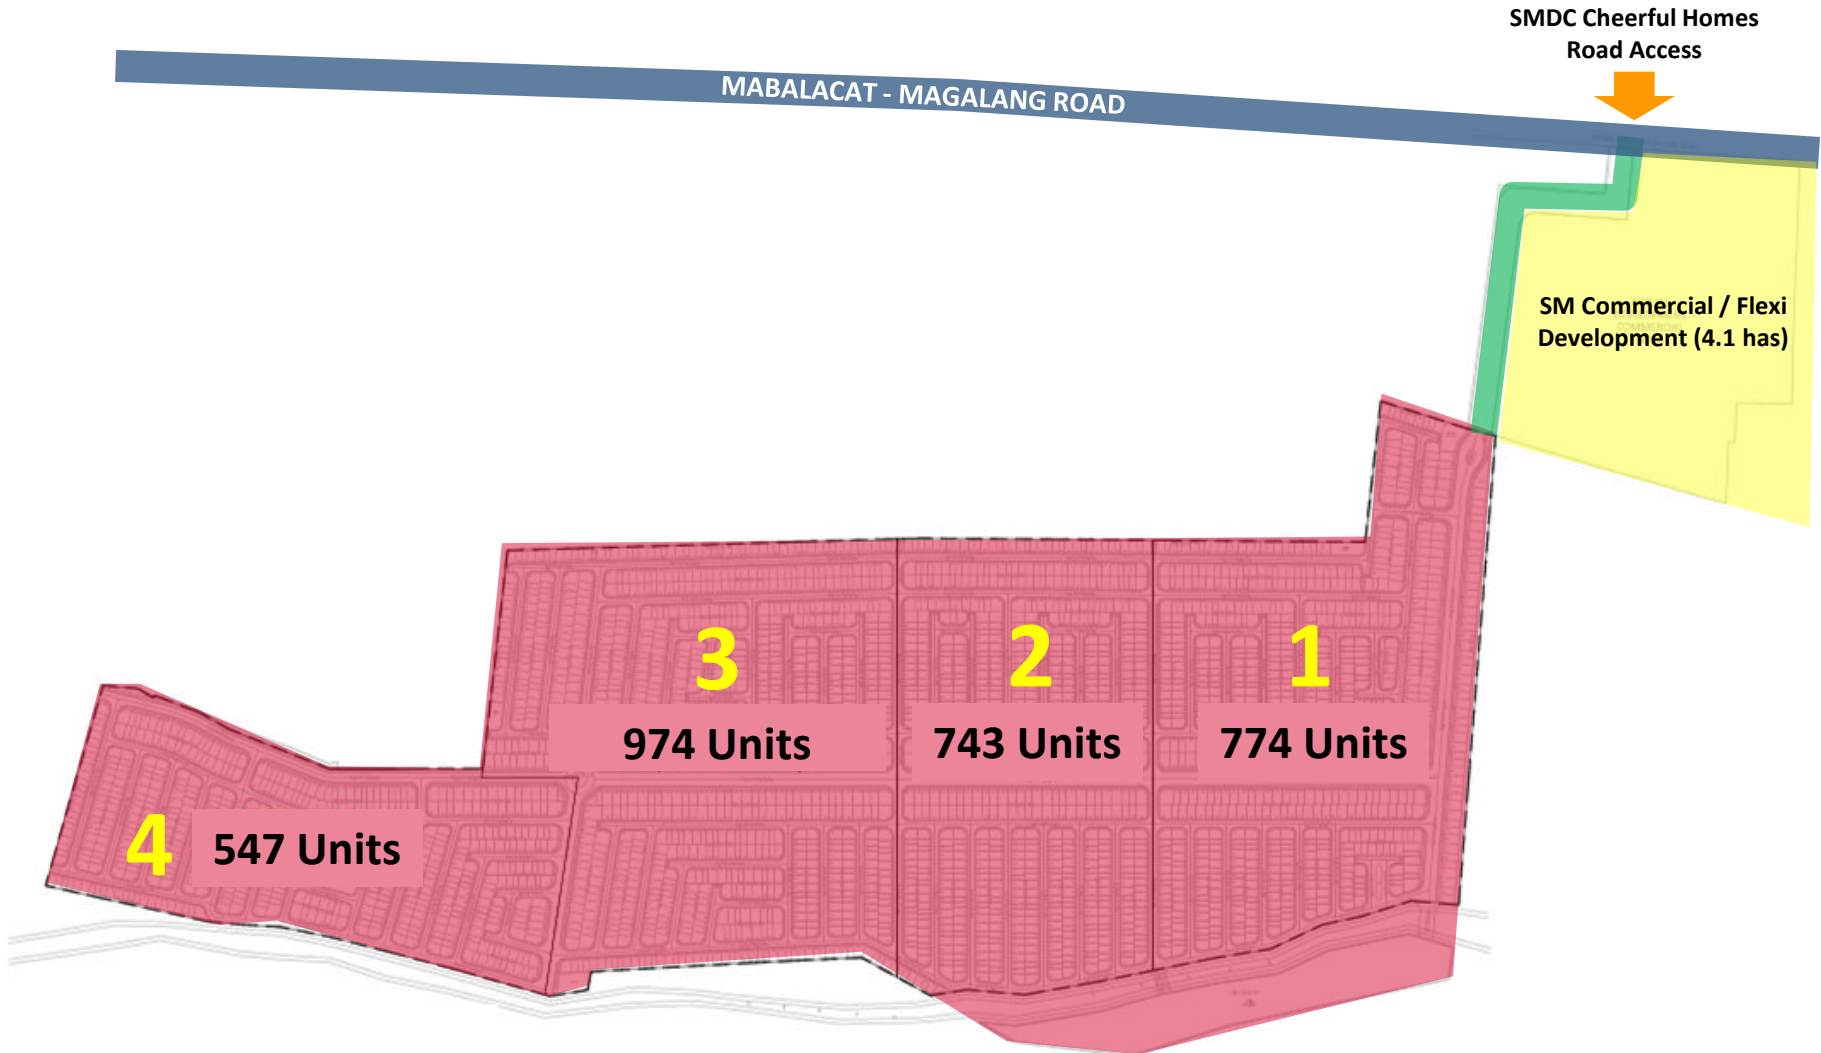 SMDC Cheerful Homes
Road Access
MABALACAT - MAGALANG ROAD
SM Commercial / Flexi
Development (4.1 has)
3
2
1
974 Units
743 Units
774 Units
4
547 Units